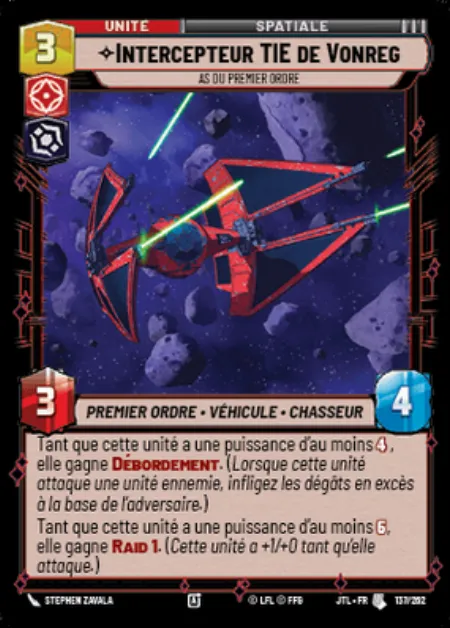 UNITÉ SPATIALE
3
✧INTERCEPTEUR TIE DE VONREG
AS DU PREMIER ORDRE
3
PREMIER ORDRE • VÉHICULE • CHASSEUR
4
Tant que cette unité a une puissance d'au moins 4,
elle gagne DÉBORDEMENT. (Lorsque cette unité
attaque une unité ennemie, infligez les dégâts en excès
à la base de l'adversaire.)
Tant que cette unité a une puissance d'au moins 6,
elle gagne RAID 1. (Cette unité a +1/+0 tant qu'elle
attaque.)
STEPHEN ZAVALA A © LFL © FFG JTL • FR 137/262